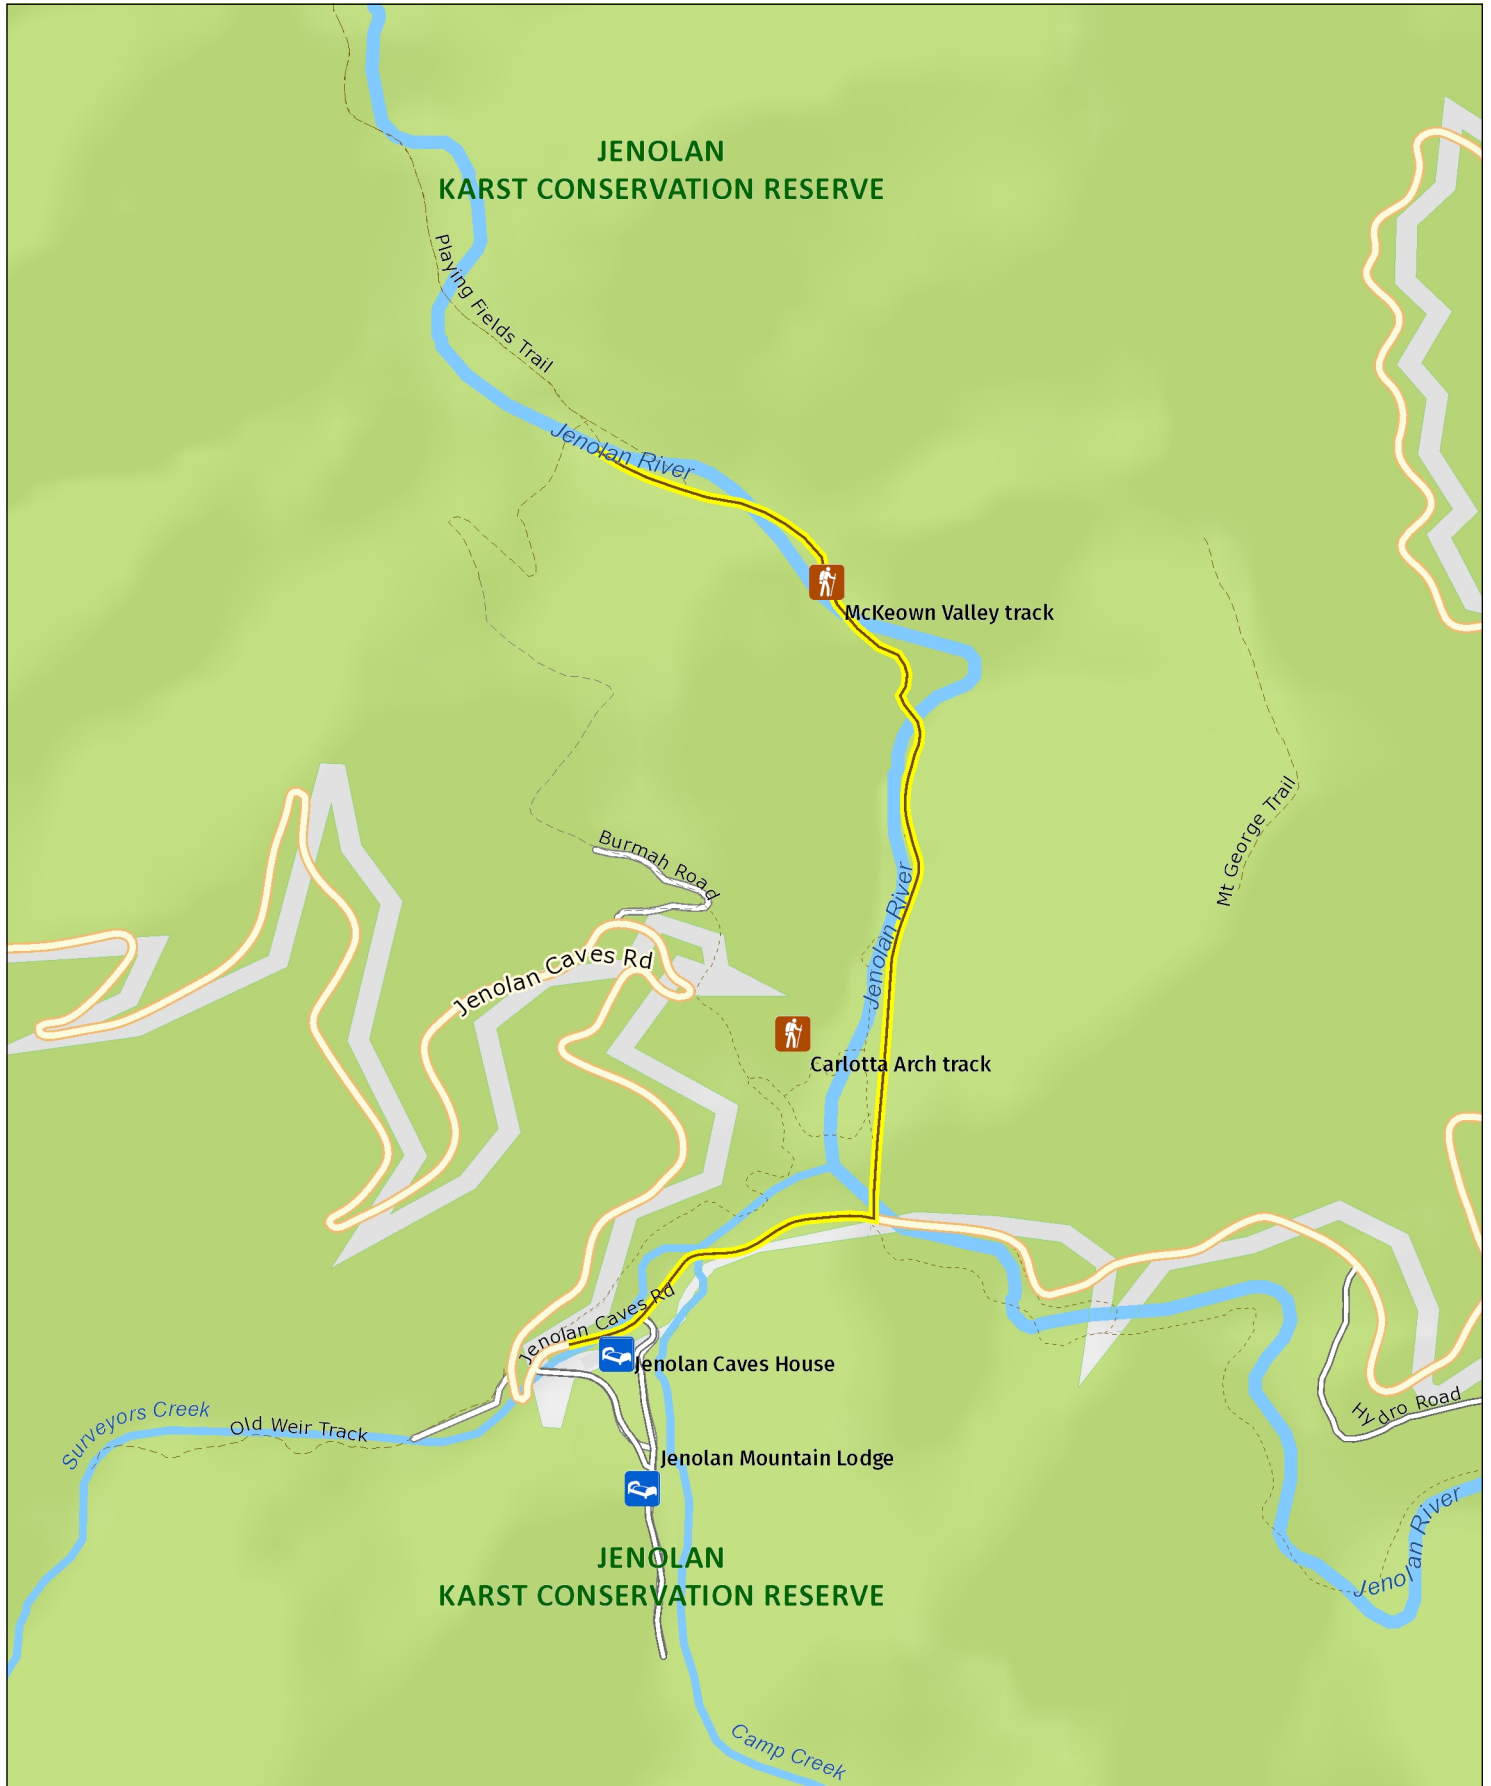 JENOLAN
KARST CONSERVATION RESERVE
Playing Fields Trail
Jenolan River
McKeown Valley track
Mt George Trail
Burmah Road
Jenolan River
Jenolan Caves Rd
Carlotta Arch track
Jenolan Caves Rd
Jenolan Caves House
Hydro Road
Surveyors Creek
Old Weir Track
Jenolan Mountain Lodge
Jenolan River
JENOLAN
KARST CONSERVATION RESERVE
Camp Creek